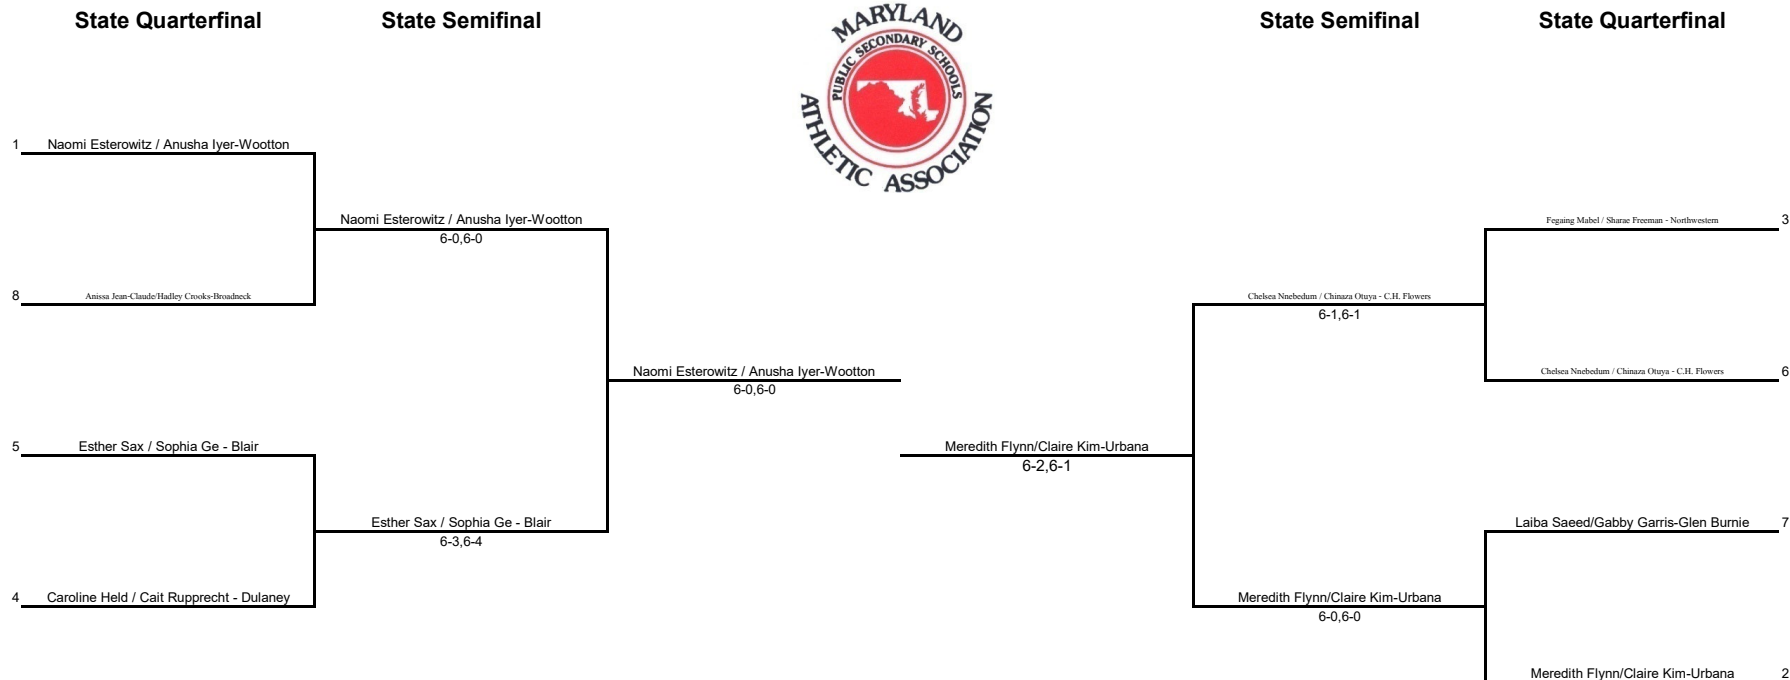 State Quarterfinal State Semifinal State Semifinal State Quarterfinal
MARYLAND
PUBLIC SECONDARY SCHOOLS
ATHLETIC ASSOCIATION
1 Naomi Esterowitz / Anusha Iyer-Wootton
Naomi Esterowitz / Anusha Iyer-Wootton
6-0,6-0
8 Anissa Jean-Claude/Hadley Crooks-Broadneck
Naomi Esterowitz / Anusha Iyer-Wootton
6-0,6-0
5 Esther Sax / Sophia Ge - Blair
Esther Sax / Sophia Ge - Blair
6-3,6-4
4 Caroline Held / Cait Rupprecht - Dulaney
Fegaing Mabel / Sharae Freeman - Northwestern 3
Chelsea Nnebedum / Chinaza Otuya - C.H. Flowers
6-1,6-1
Chelsea Nnebedum / Chinaza Otuya - C.H. Flowers 6
Meredith Flynn/Claire Kim-Urbana
6-2,6-1
Laiba Saeed/Gabby Garris-Glen Burnie 7
Meredith Flynn/Claire Kim-Urbana
6-0,6-0
Meredith Flynn/Claire Kim-Urbana 2